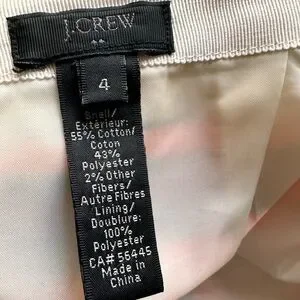 J.CREW
4
Shell/
Extérieur:
55% Cotton/
Coton
43%
Polyester
2% Other
Fibers/
Autre Fibres
Lining/
Doublure:
100%
Polyester
CA# 56445
Made in
China